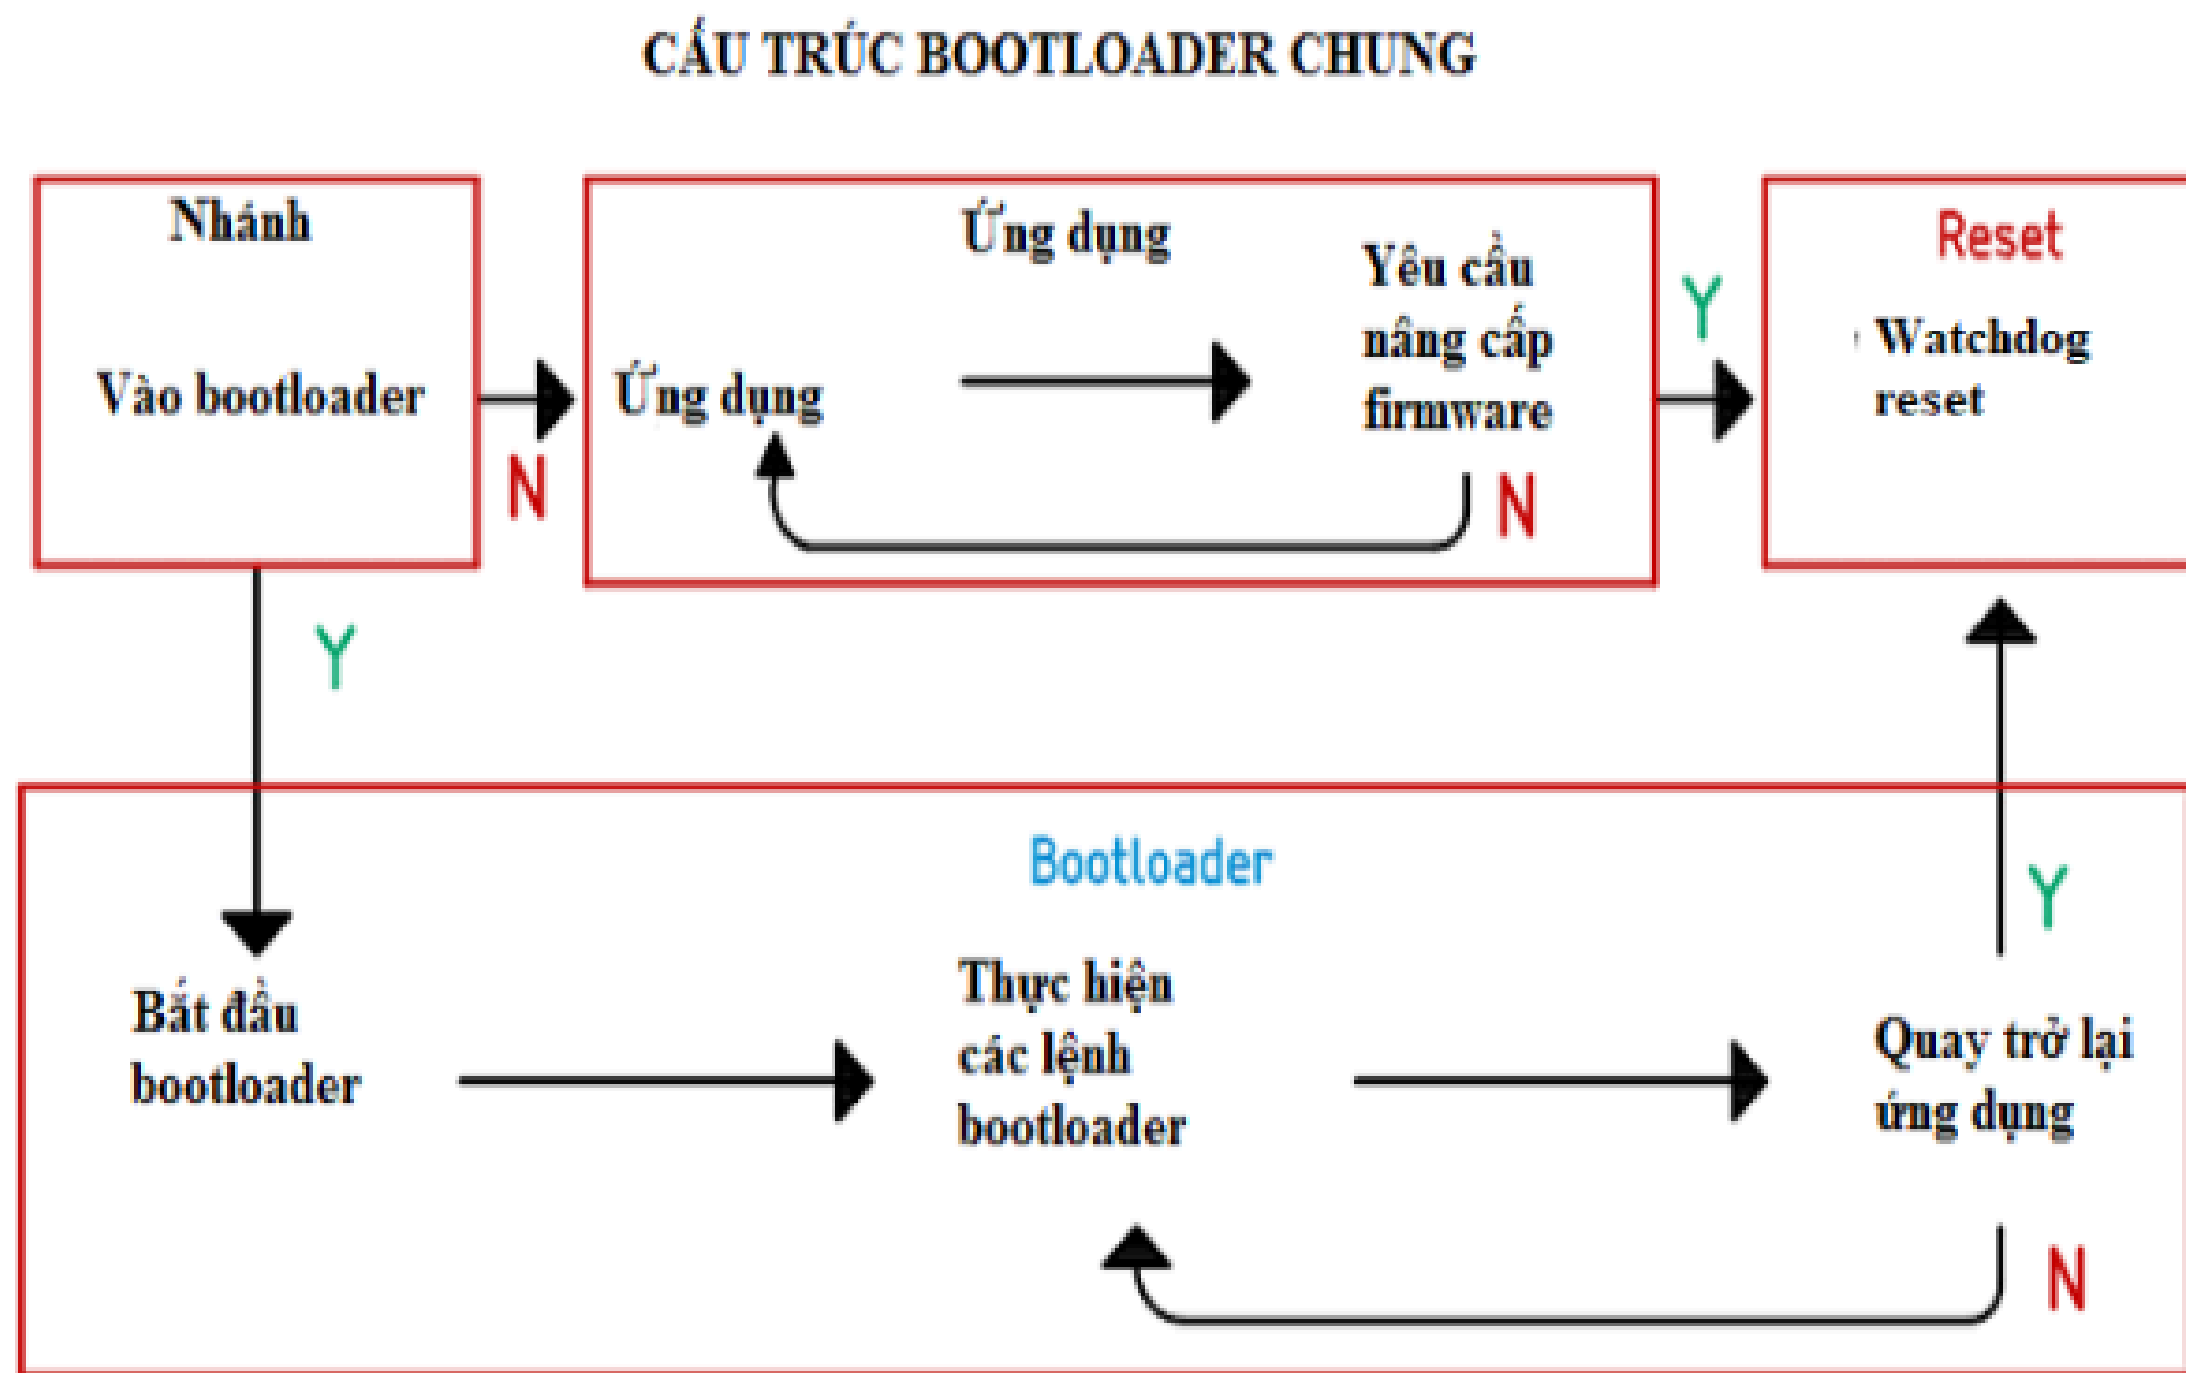 CẤU TRÚC BOOTLOADER CHUNG
Nhánh
Vào bootloader
N
Y
Ứng dụng
Ứng dụng
Yêu cầu
nâng cấp
firmware
N
Y
Reset
Watchdog
reset
Bootloader
Bắt đầu
bootloader
Thực hiện
các lệnh
bootloader
Quay trở lại
ứng dụng
Y
N